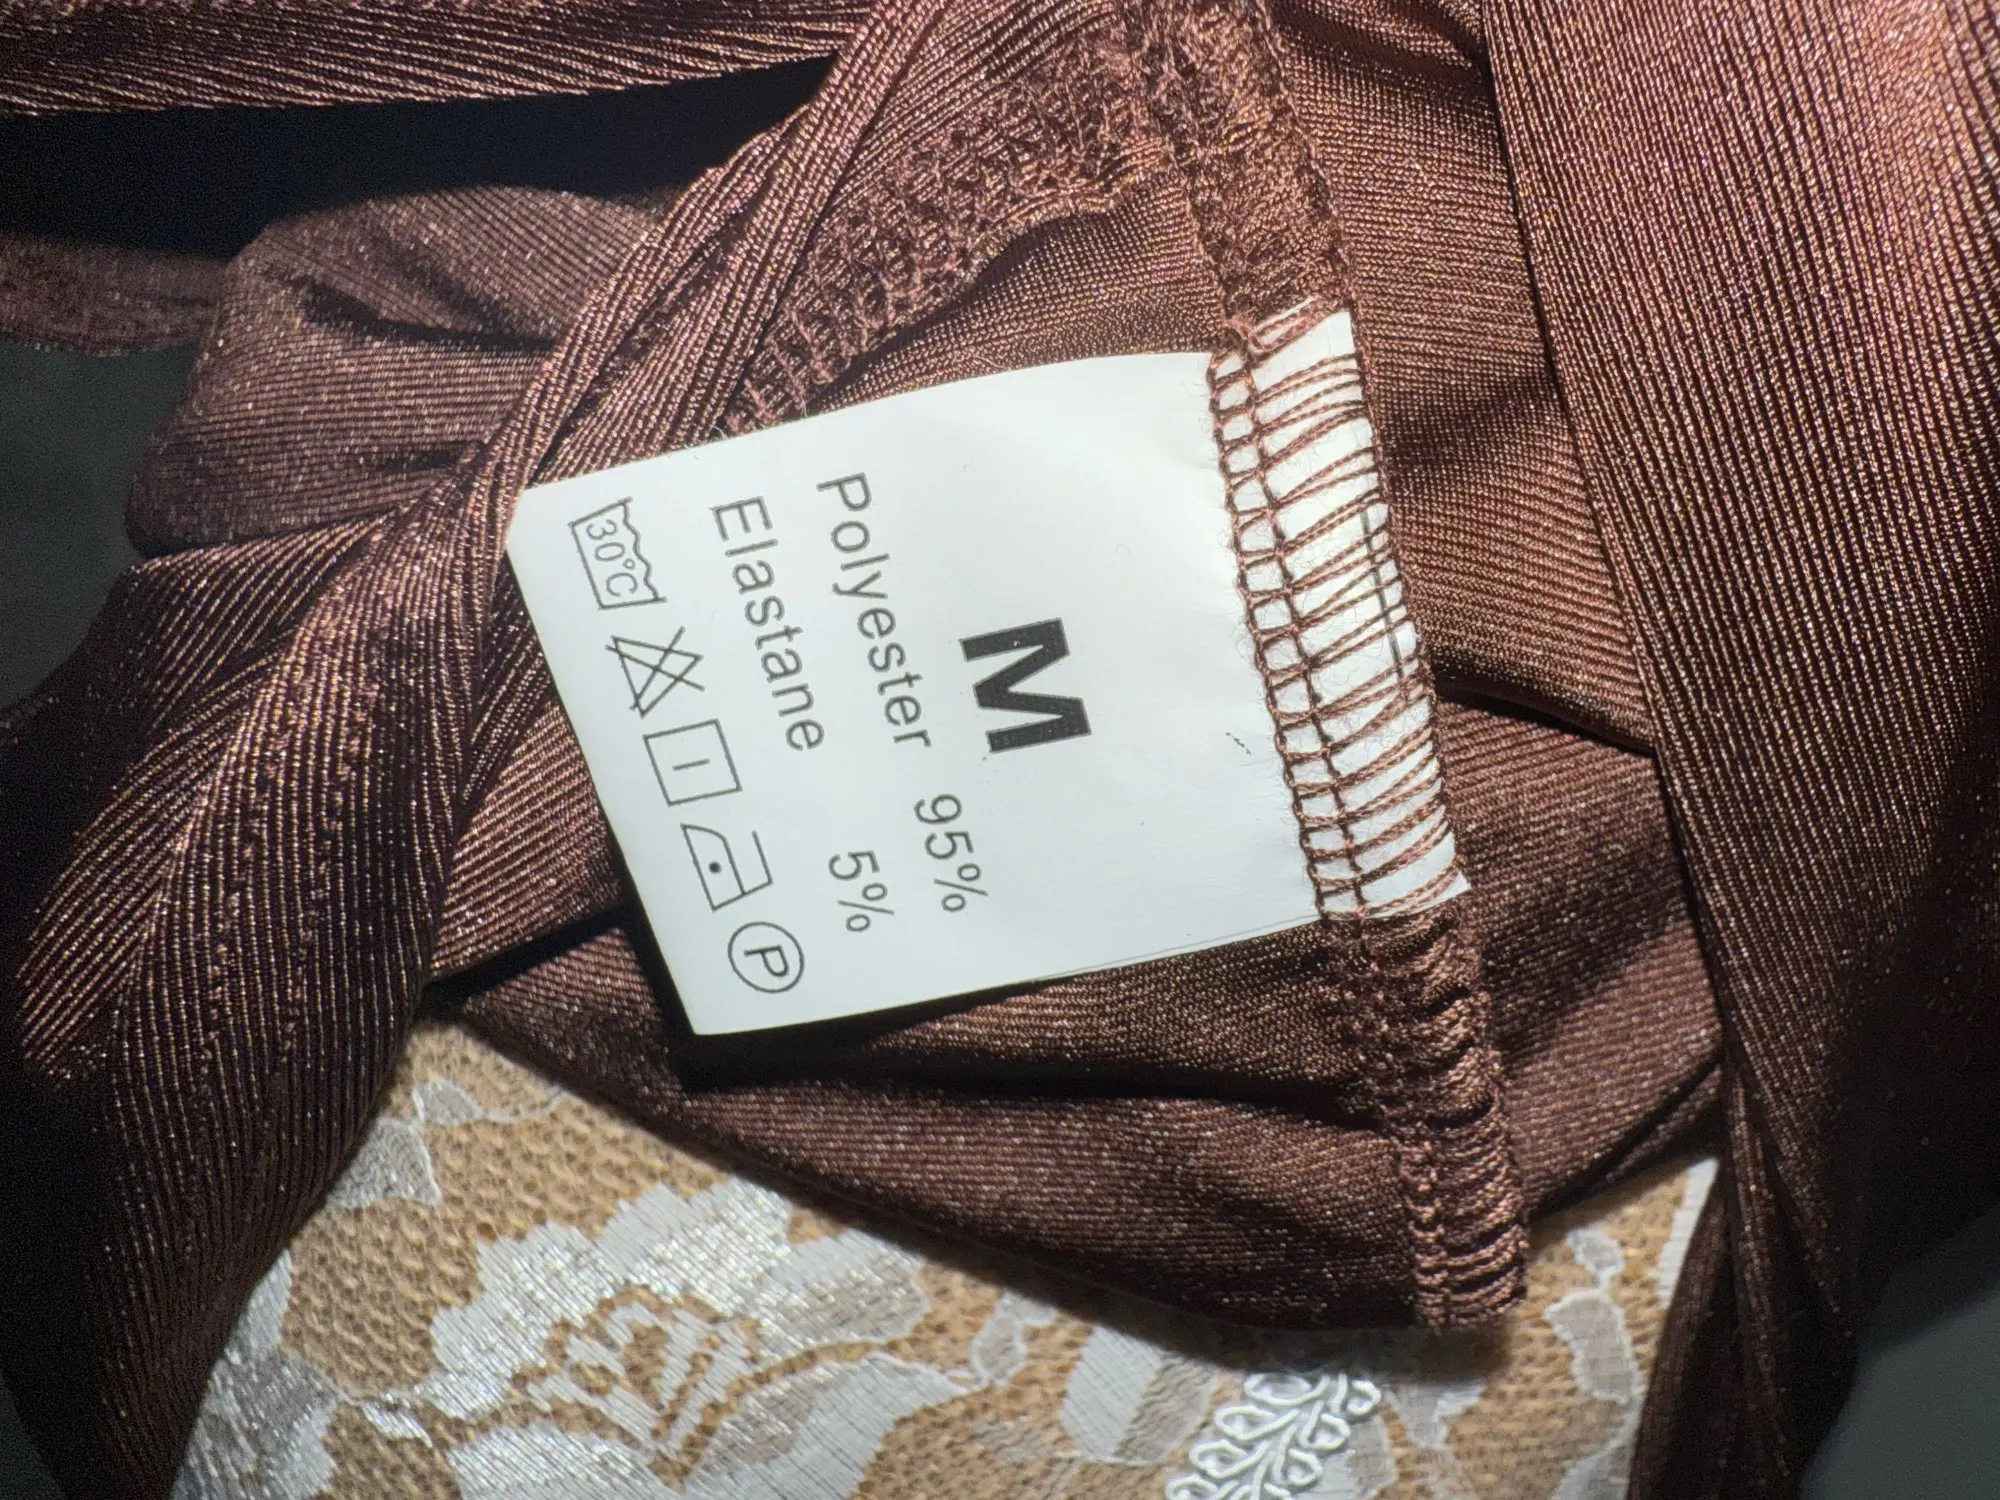 M
Polyester 95%
Elastane 5%
30°C P